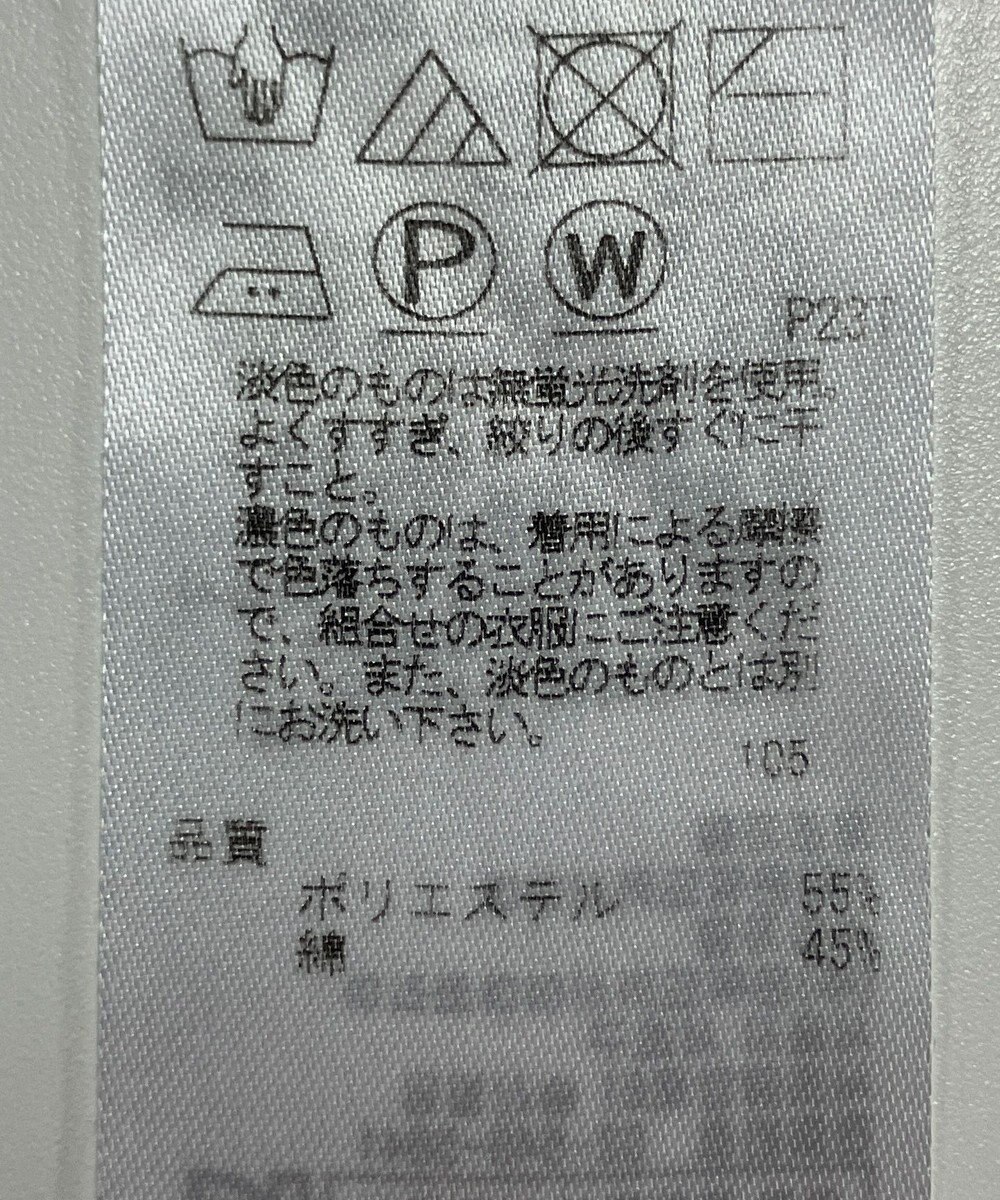 P
W
淡色のものは無蛍光洗剤を使用。
よくすすぎ、絞りの後すぐに干
すこと。
濃色のものは、着用による摩擦
で色落ちすることがありますの
で、組合せの衣服にご注意くだ
さい。また、淡色のものとは別
にお洗い下さい。
105
品質
ポリエステル 55%
綿 45%